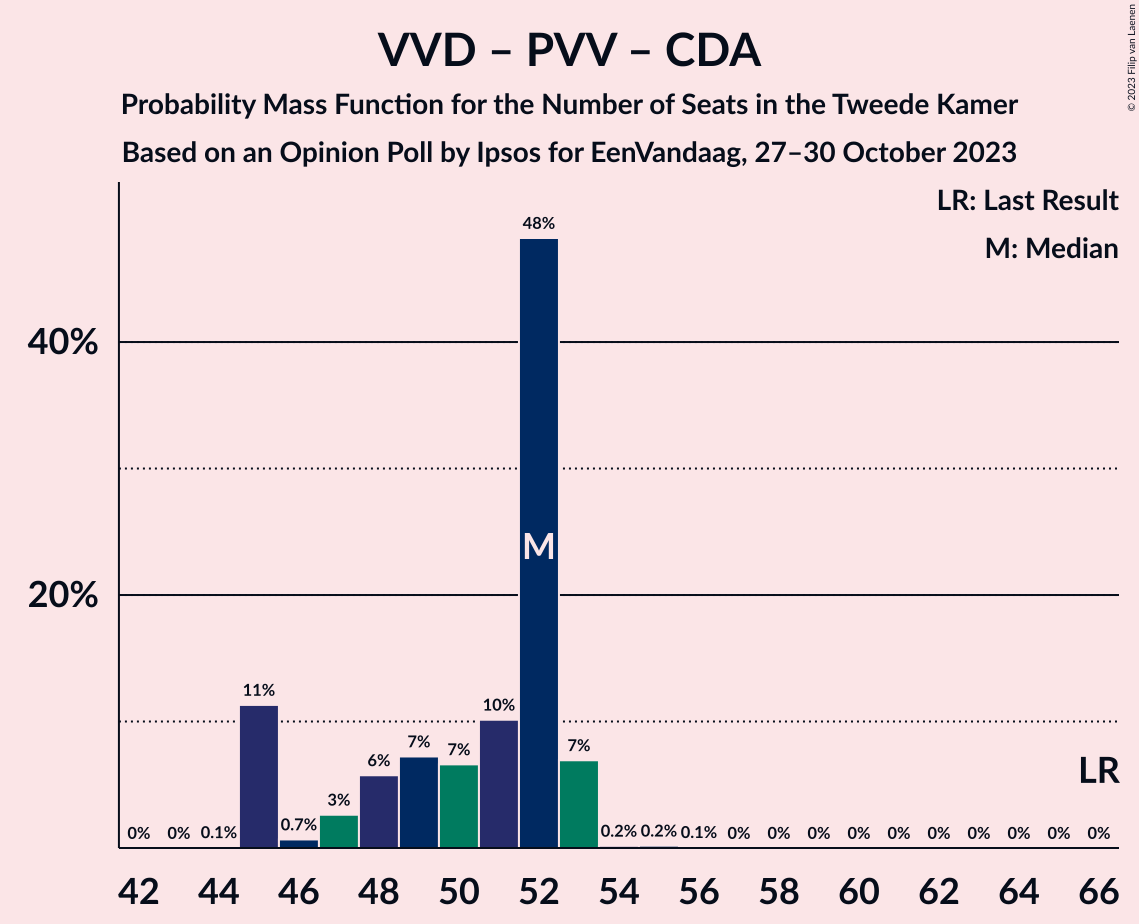 VVD – PVV – CDA
Probability Mass Function for the Number of Seats in the Tweede Kamer
Based on an Opinion Poll by Ipsos for EenVandaag, 27–30 October 2023
© 2023 Filip van Laenen
LR: Last Result
M: Median
48%
40%
M
20%
11%
10%
7%
7%
7%
6%
3%
0.7%
LR
0% 0% 0.1% 0.2% 0.2% 0.1% 0% 0% 0% 0% 0% 0% 0% 0% 0% 0%
42 44 46 48 50 52 54 56 58 60 62 64 66